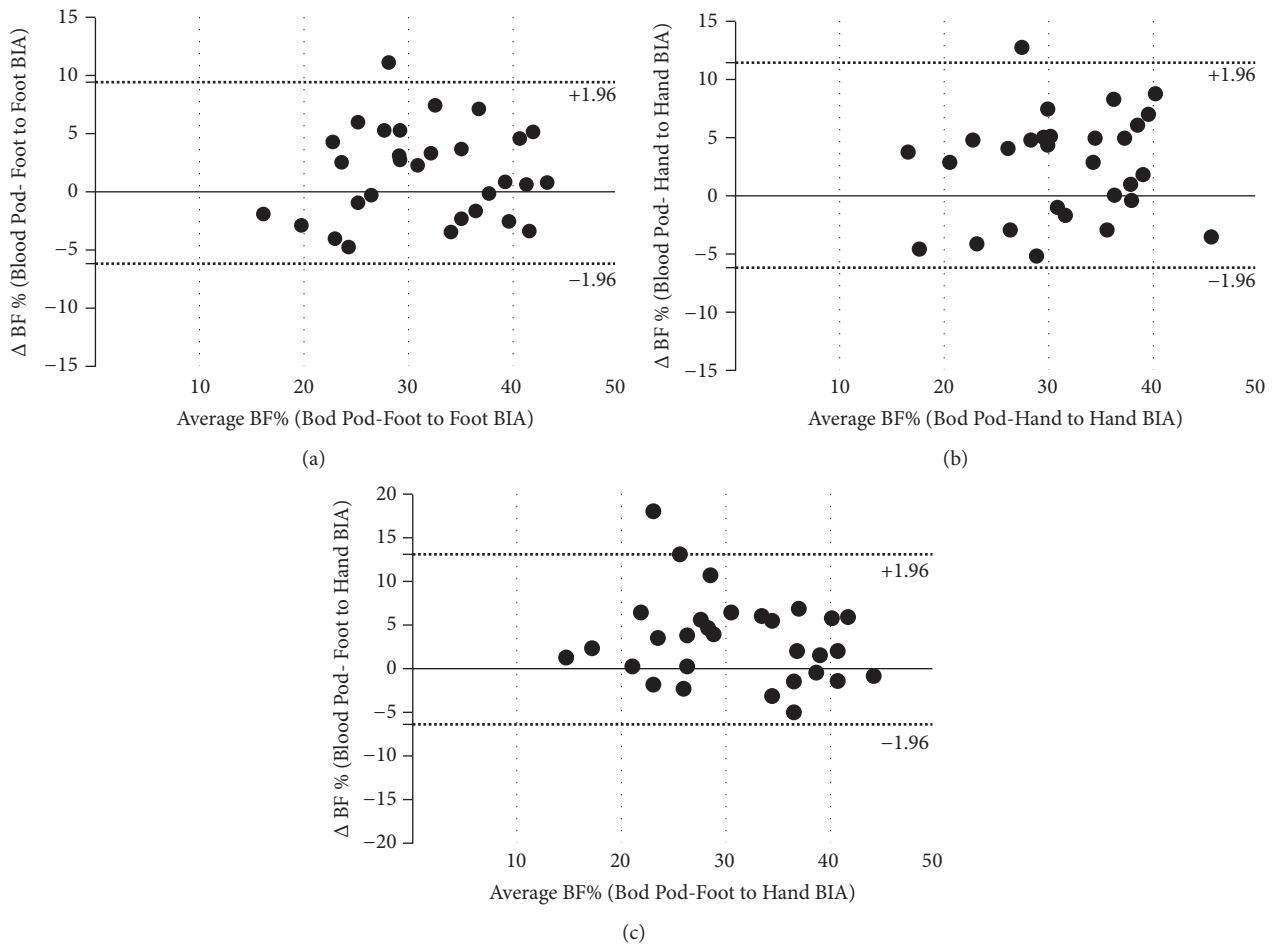 Δ BF % (Blood Pod- Foot to Foot BIA)
15
10
5
0
−5
−10
−15
+1.96
−1.96
10 20 30 40 50
Average BF% (Bod Pod-Foot to Foot BIA)
(a)
Δ BF % (Blood Pod- Hand to Hand BIA)
15
10
5
0
−5
−10
−15
+1.96
−1.96
10 20 30 40 50
Average BF% (Bod Pod-Hand to Hand BIA)
(b)
Δ BF % (Blood Pod- Foot to Hand BIA)
20
15
10
5
0
−5
−10
−15
−20
+1.96
−1.96
10 20 30 40 50
Average BF% (Bod Pod-Foot to Hand BIA)
(c)